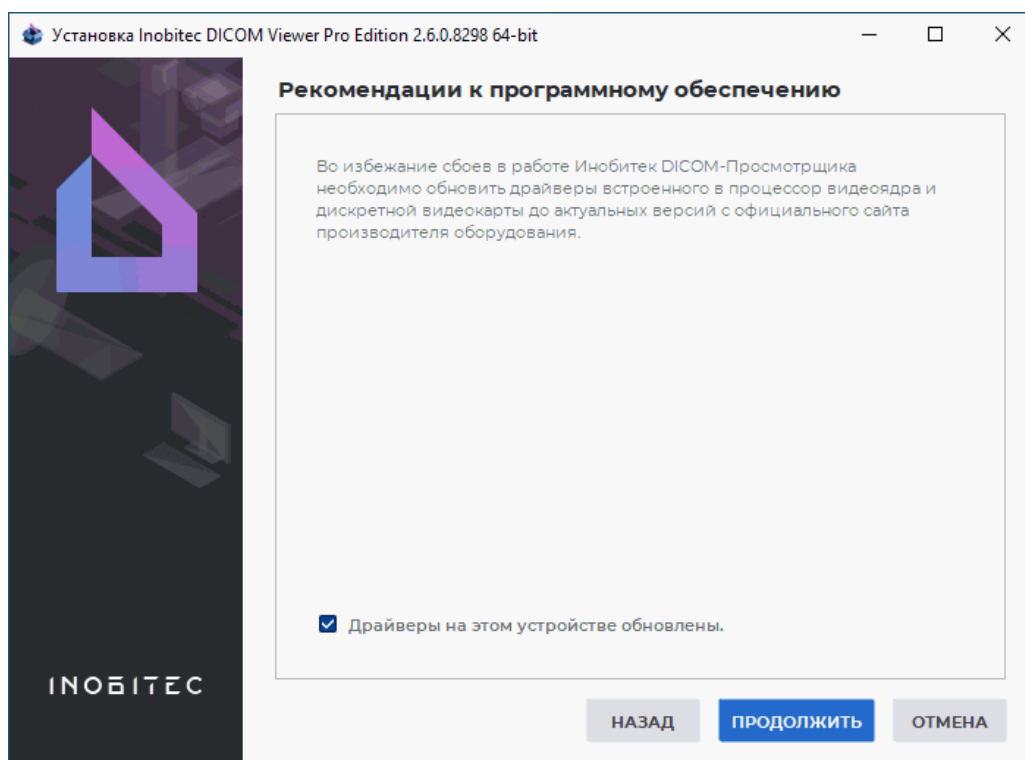 Установка Inobitec DICOM Viewer Pro Edition 2.6.0.8298 64-bit
Рекомендации к программному обеспечению
Во избежание сбоев в работе Инобитек DICOM-Просмотрщика
необходимо обновить драйверы встроенного в процессор видеоядра и
дискретной видеокарты до актуальных версий с официального сайта
производителя оборудования.
Драйверы на этом устройстве обновлены.
INOBITEC
НАЗАД
ПРОДОЛЖИТЬ
ОТМЕНА